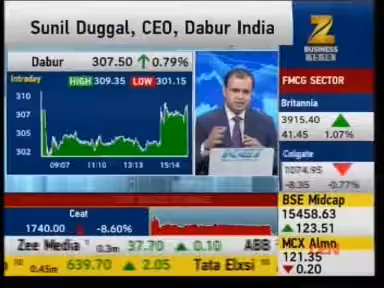 Sunil Duggal, CEO, Dabur India
Z
BUSINESS
Dabur 307.50 0.79%
Intraday HIGH 309.35 LOW 301.15
310
307
305
302
09:07 11:10 13:13 15:14
FMCG SECTOR
Britannia
3915.40
41.45 1.07%
Colgate
1074.95
-8.35 -0.77%
BSE Midcap
15458.63
123.51
MCX Almn
121.35
0.20
Ceat
1740.00 -8.60%
Zee Media 0.3m 37.70 0.10 ABB
0.45m 639.70 2.05 Tata Elxsi